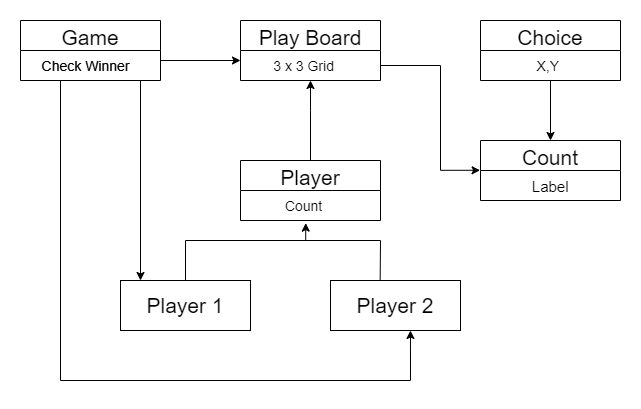 Game
Check Winner
Play Board
3 x 3 Grid
Choice
X,Y
Count
Label
Player
Count
Player 1
Player 2